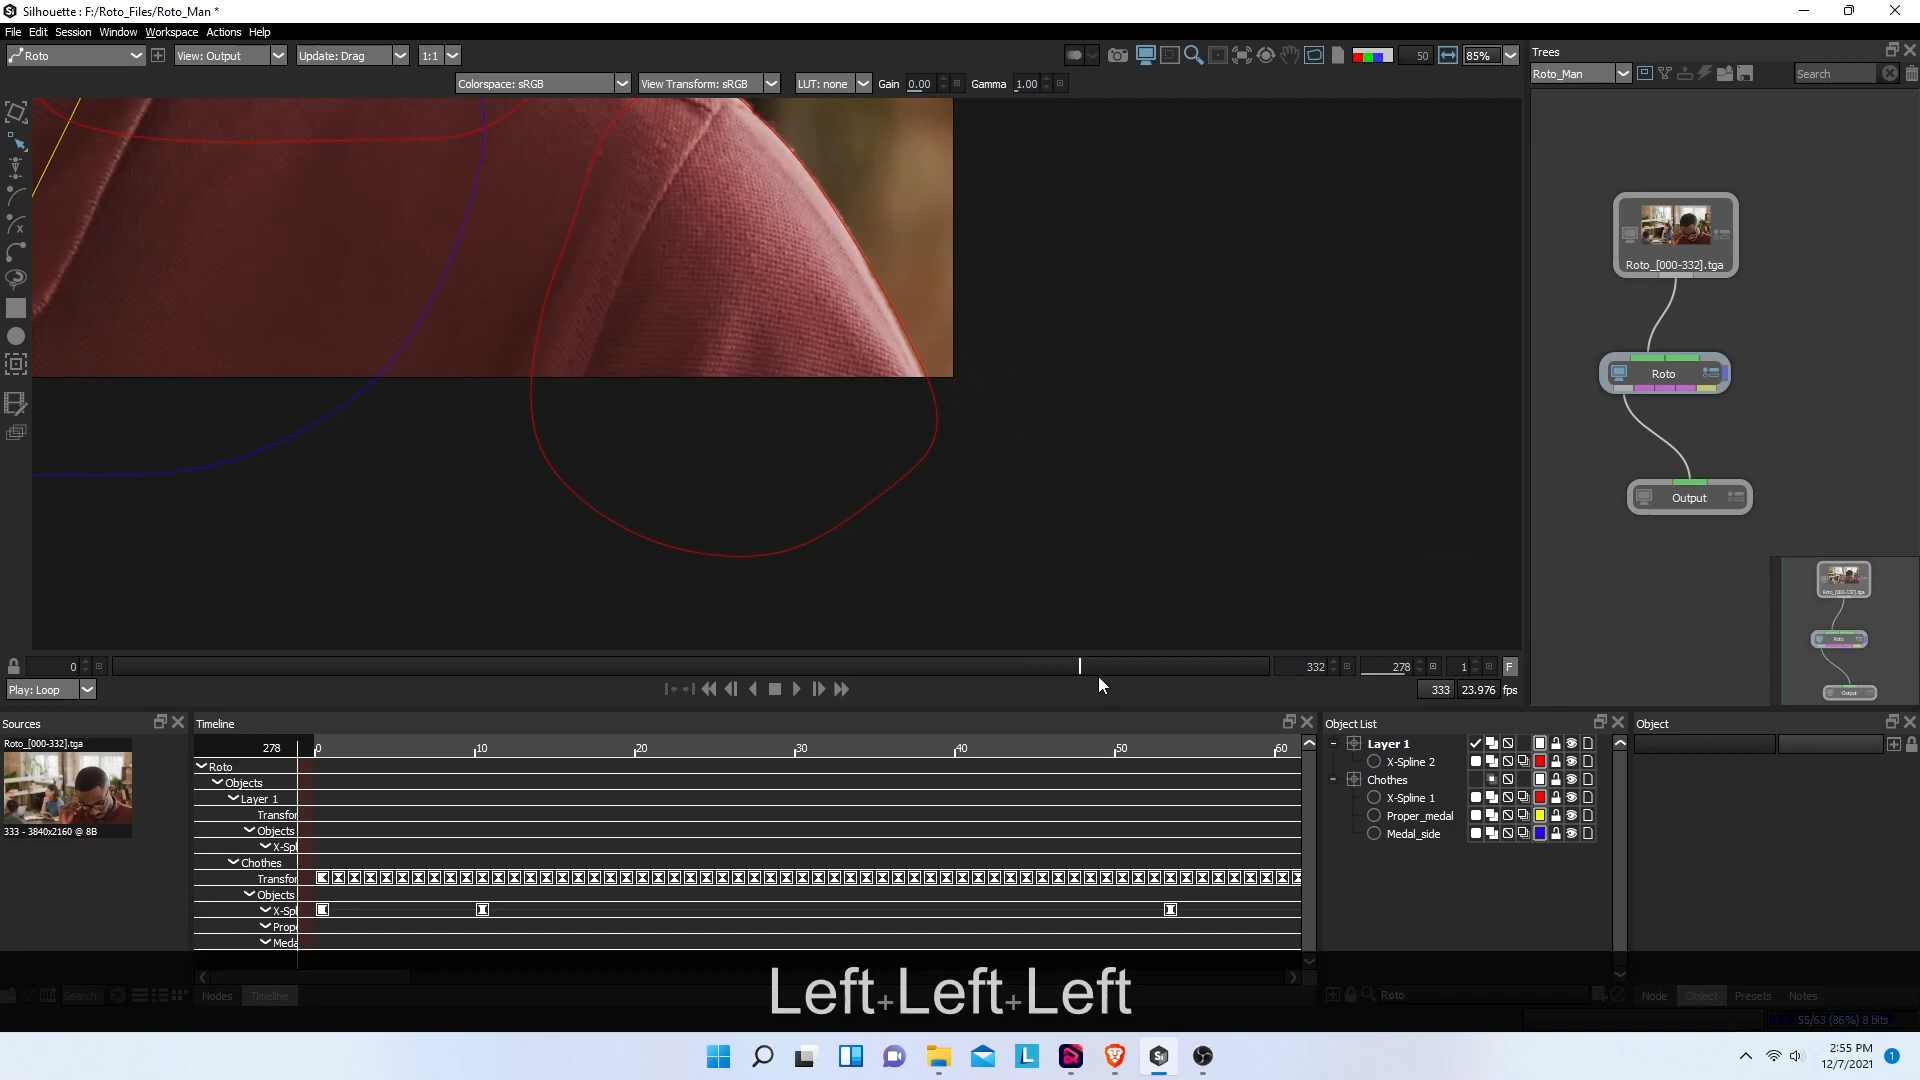 Silhouette : F:/Roto_Files/Roto_Man *
File Edit Session Window Workspace Actions Help
Roto
View: Output
Update: Drag
1:1
50
85%
Colorspace: sRGB
View Transform: sRGB
LUT: none
Gain 0.00
Gamma 1.00
Trees
Roto_Man
Search
Roto_[000-332].tga
Roto
Output
0
332
278
1
F
Play: Loop
333
23.976 fps
Sources
Roto_[000-332].tga
333 - 3840x2160 @ 8B
Search
Timeline
278
0 10 20 30 40 50 60
Roto
Objects
Layer 1
Transfor
Objects
X-Spl
Chothes
Transfor
Objects
X-Spl
Prop
Meda
Nodes Timeline
Object List
Layer 1
X-Spline 2
Chothes
X-Spline 1
Proper_medal
Medal_side
Roto
Object
Node Object Presets Notes
55/63 (86%) 8 bits
Left+Left+Left
2:55 PM
12/7/2021
1